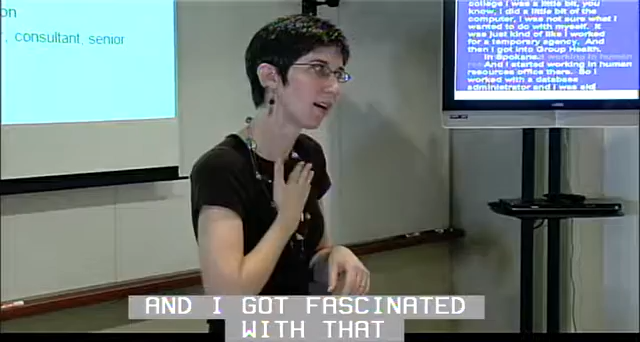 on
, consultant, senior
college I was a little bit, you
know, I did a little bit of the
computer, I was not sure what I
wanted to do with myself. It
was just kind of like I worked
for a temporary agency. And
then I got into Group Health.
In Spokane.
And I started working in human
resources office there. So I
worked with a database
administrator and I was
AND I GOT FASCINATED
WITH THAT